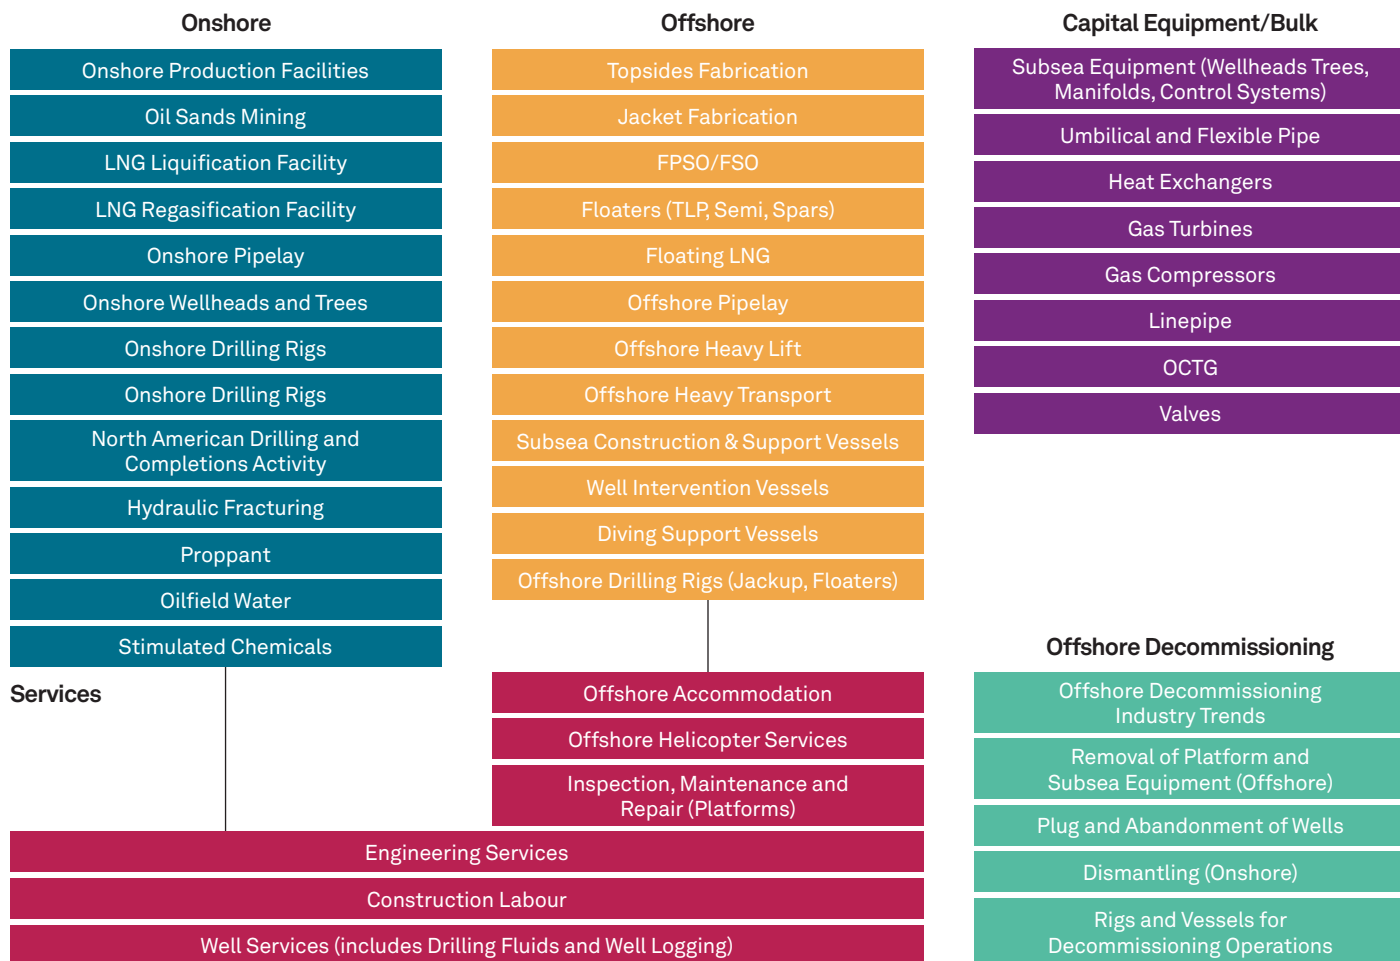 Onshore
Onshore Production Facilities
Oil Sands Mining
LNG Liquification Facility
LNG Regasification Facility
Onshore Pipelay
Onshore Wellheads and Trees
Onshore Drilling Rigs
Onshore Drilling Rigs
North American Drilling and
Completions Activity
Hydraulic Fracturing
Proppant
Oilfield Water
Stimulated Chemicals
Offshore
Topsides Fabrication
Jacket Fabrication
FPSO/FSO
Floaters (TLP, Semi, Spars)
Floating LNG
Offshore Pipelay
Offshore Heavy Lift
Offshore Heavy Transport
Subsea Construction & Support Vessels
Well Intervention Vessels
Diving Support Vessels
Offshore Drilling Rigs (Jackup, Floaters)
Capital Equipment/Bulk
Subsea Equipment (Wellheads Trees,
Manifolds, Control Systems)
Umbilical and Flexible Pipe
Heat Exchangers
Gas Turbines
Gas Compressors
Linepipe
OCTG
Valves
Services
Offshore Accommodation
Offshore Helicopter Services
Inspection, Maintenance and
Repair (Platforms)
Engineering Services
Construction Labour
Well Services (includes Drilling Fluids and Well Logging)
Offshore Decommissioning
Offshore Decommissioning
Industry Trends
Removal of Platform and
Subsea Equipment (Offshore)
Plug and Abandonment of Wells
Dismantling (Onshore)
Rigs and Vessels for
Decommissioning Operations